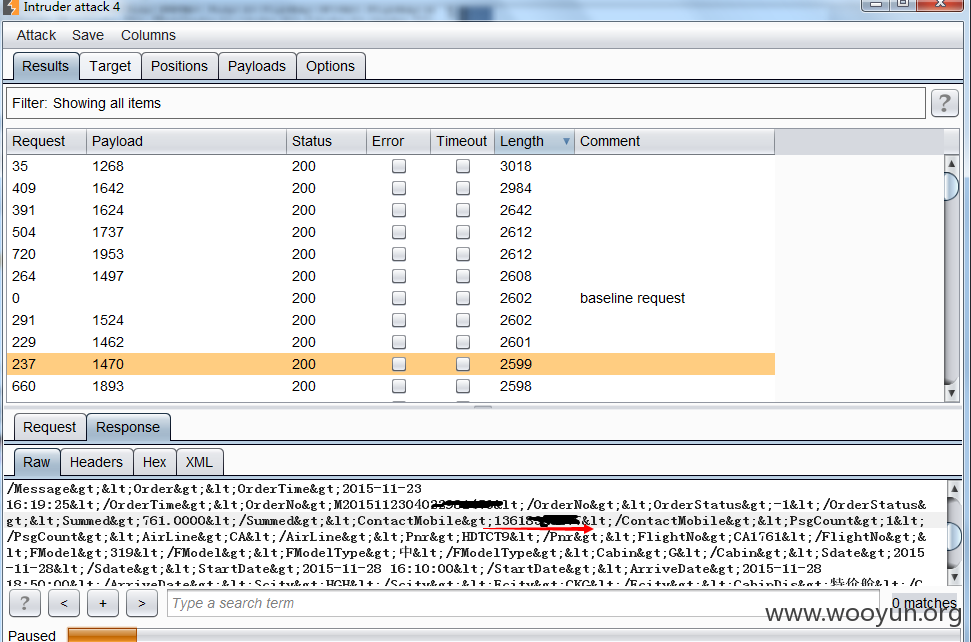 Intruder attack 4
Attack Save Columns
Results Target Positions Payloads Options
Filter: Showing all items ?
Request Payload Status Error Timeout Length Comment
35 1268 200 3018
409 1642 200 2984
391 1624 200 2642
504 1737 200 2612
720 1953 200 2612
264 1497 200 2608
0 200 2602 baseline request
291 1524 200 2602
229 1462 200 2601
237 1470 200 2599
660 1893 200 2598
Request Response
Raw Headers Hex XML
/Message&gt;&lt;Order&gt;&lt;OrderTime&gt;2015-11-23
16:19:25&lt;/OrderTime&gt;&lt;OrderNo&gt;M201511230402 &lt;/OrderNo&gt;&lt;OrderStatus&gt;-1&lt;/OrderStatus&
gt;&lt;Summed&gt;761.0000&lt;/Summed&gt;&lt;ContactMobile&gt;13618 &lt;/ContactMobile&gt;&lt;PsgCount&gt;1&lt;
/PsgCount&gt;&lt;AirLine&gt;CA&lt;/AirLine&gt;&lt;Pnr&gt;HDTCT9&lt;/Pnr&gt;&lt;FlightNo&gt;CA1761&lt;/FlightNo&gt;&
lt;FModel&gt;319&lt;/FModel&gt;&lt;FModelType&gt;中&lt;/FModelType&gt;&lt;Cabin&gt;G&lt;/Cabin&gt;&lt;Sdate&gt;2015
-11-28&lt;/Sdate&gt;&lt;StartDate&gt;2015-11-28 16:10:00&lt;/StartDate&gt;&lt;ArriveDate&gt;2015-11-28
18:50:00&lt;/ArriveDate&gt;&lt;Scity&gt;HGH&lt;/Scity&gt;&lt;Ecity&gt;CKG&lt;/Ecity&gt;&lt;CabinDis&gt;特价舱&lt;/C
? < + > Type a search term 0 matches
www.wooyun.org
Paused